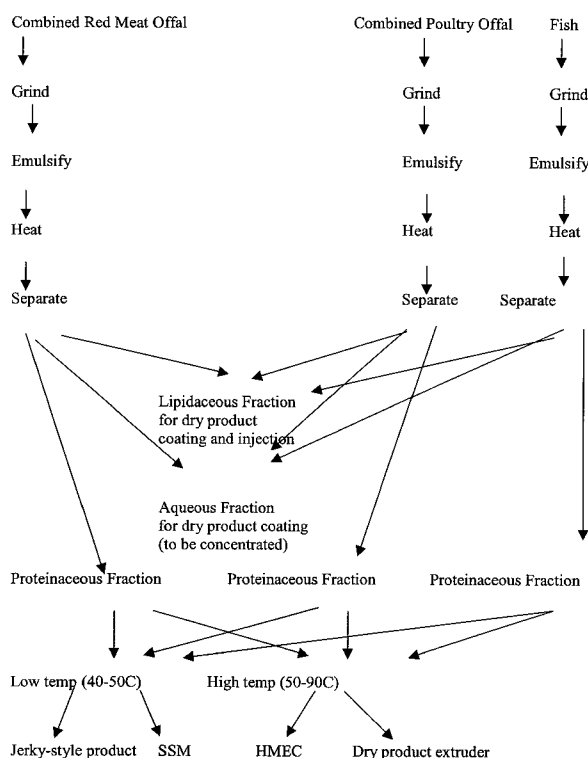 Combined Red Meat Offal
Combined Poultry Offal
Fish
Grind
Grind
Grind
Emulsify
Emulsify
Emulsify
Heat
Heat
Heat
Separate
Separate
Separate
Lipidaceous Fraction
for dry product
coating and injection
Aqueous Fraction
for dry product coating
(to be concentrated)
Proteinaceous Fraction
Proteinaceous Fraction
Proteinaceous Fraction
Low temp (40-50C)
High temp (50-90C)
Jerky-style product
SSM
HMEC
Dry product extruder